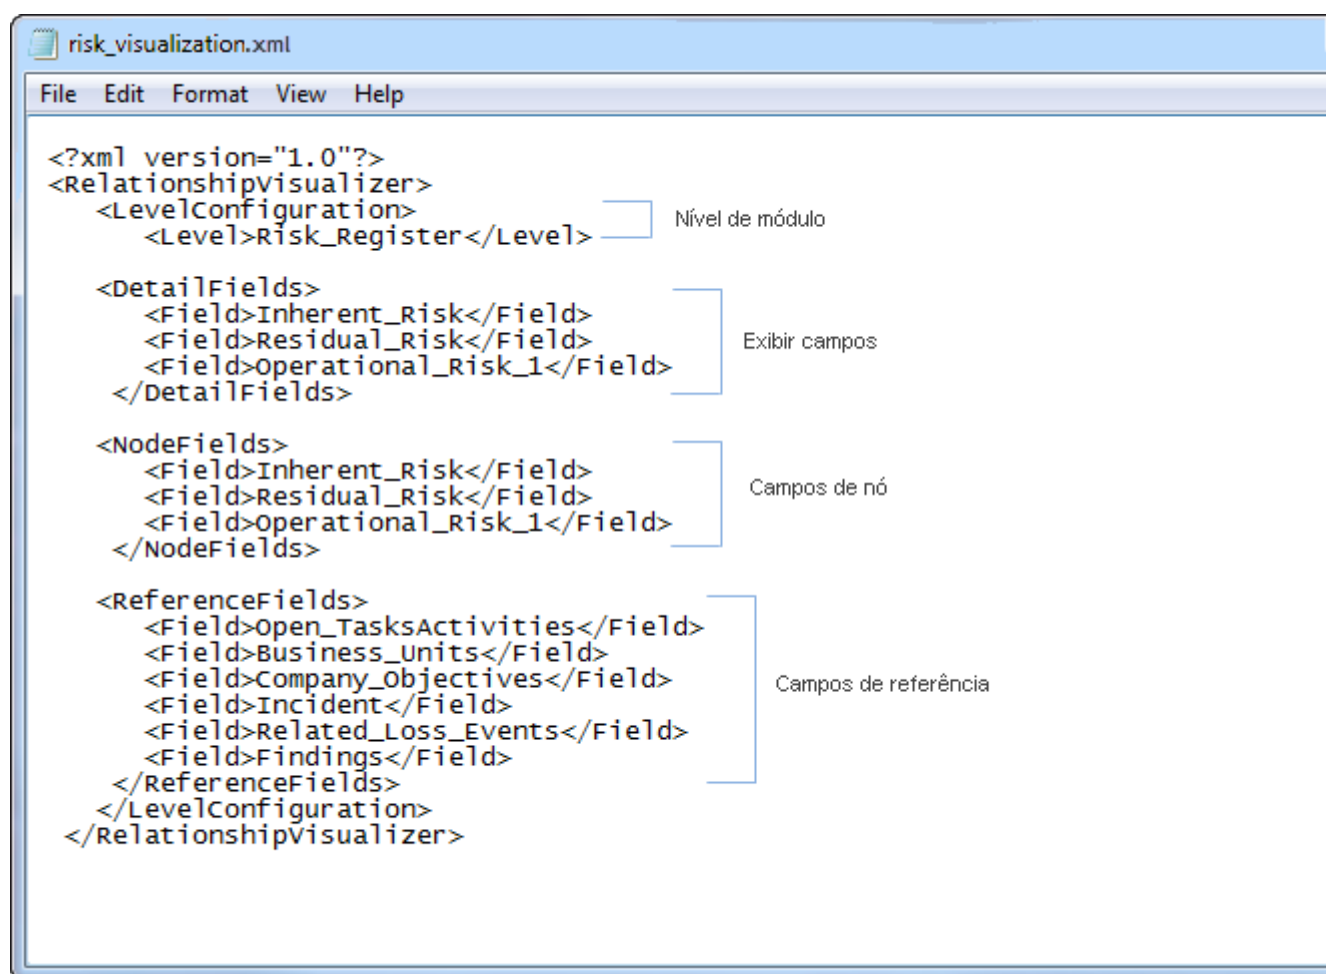 risk_visualization.xml
File Edit Format View Help
<?xml version="1.0"?>
<RelationshipVisualizer>
<LevelConfiguration>
<Level>Risk_Register</Level>
Nível de módulo
<DetailFields>
<Field>Inherent_Risk</Field>
<Field>Residual_Risk</Field>
<Field>Operational_Risk_1</Field>
</DetailFields>
Exibir campos
<NodeFields>
<Field>Inherent_Risk</Field>
<Field>Residual_Risk</Field>
<Field>Operational_Risk_1</Field>
</NodeFields>
Campos de nó
<ReferenceFields>
<Field>Open_TasksActivities</Field>
<Field>Business_Units</Field>
<Field>Company_Objectives</Field>
<Field>Incident</Field>
<Field>Related_Loss_Events</Field>
<Field>Findings</Field>
</ReferenceFields>
Campos de referência
</LevelConfiguration>
</RelationshipVisualizer>